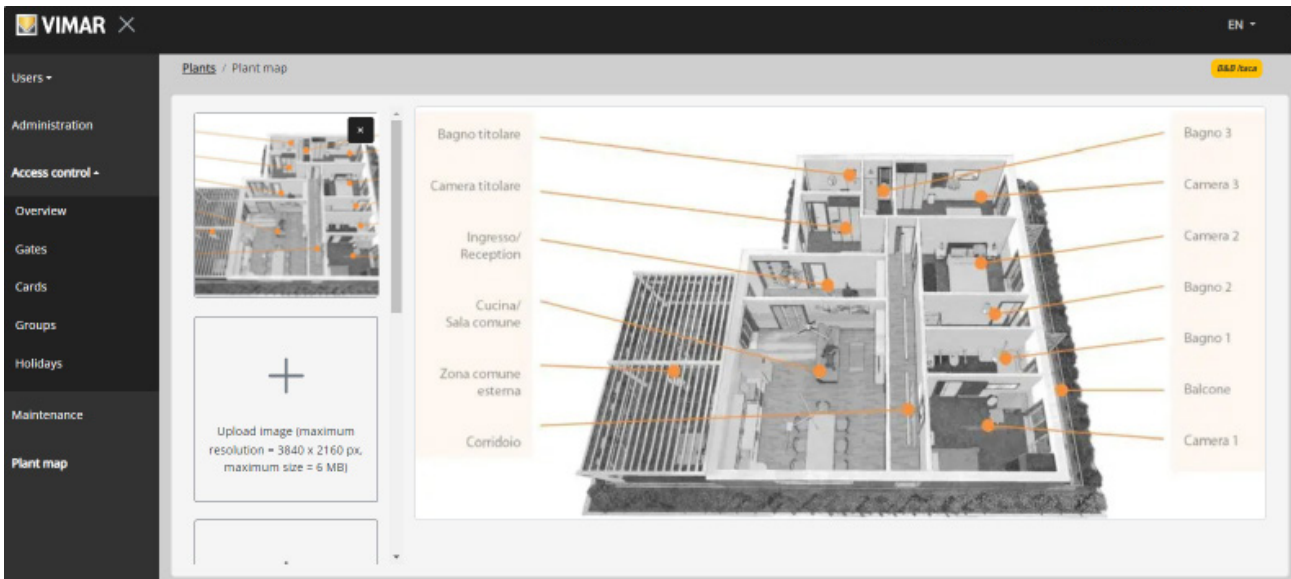 VIMAR
EN
Users
Plants / Plant map
B&B Itaca
Administration
Access control
Overview
Gates
Cards
Groups
Holidays
Maintenance
Plant map
Upload image (maximum
resolution = 3840 x 2160 px,
maximum size = 6 MB)
Bagno titolare
Camera titolare
Ingresso/
Reception
Cucina/
Sala comune
Zona comune
esterna
Corridoio
Bagno 3
Camera 3
Camera 2
Bagno 2
Bagno 1
Balcone
Camera 1